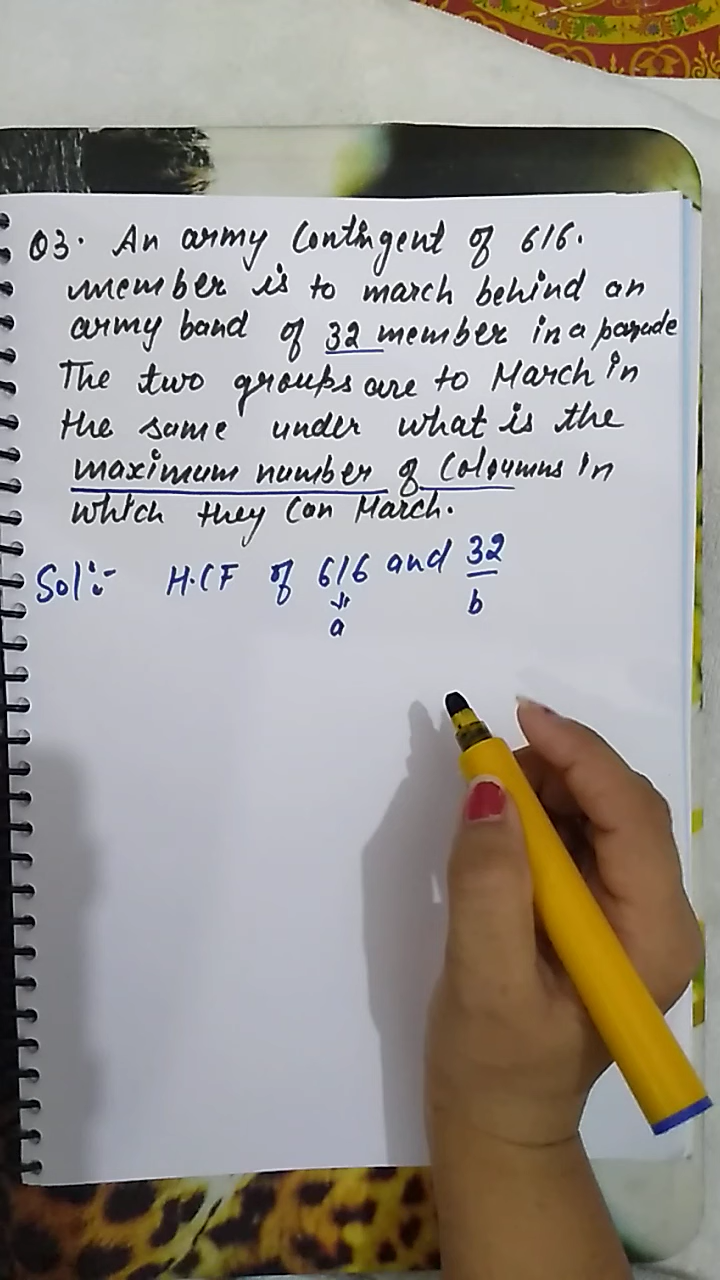 Q3. An army Contingent of 616.
member is to march behind an
army band of 32 member in a parade
The two groups are to March in
the same under what is the
maximum number of Coloumns in
which they Can March.
Sol:- H.C.F of 616 and 32
a b